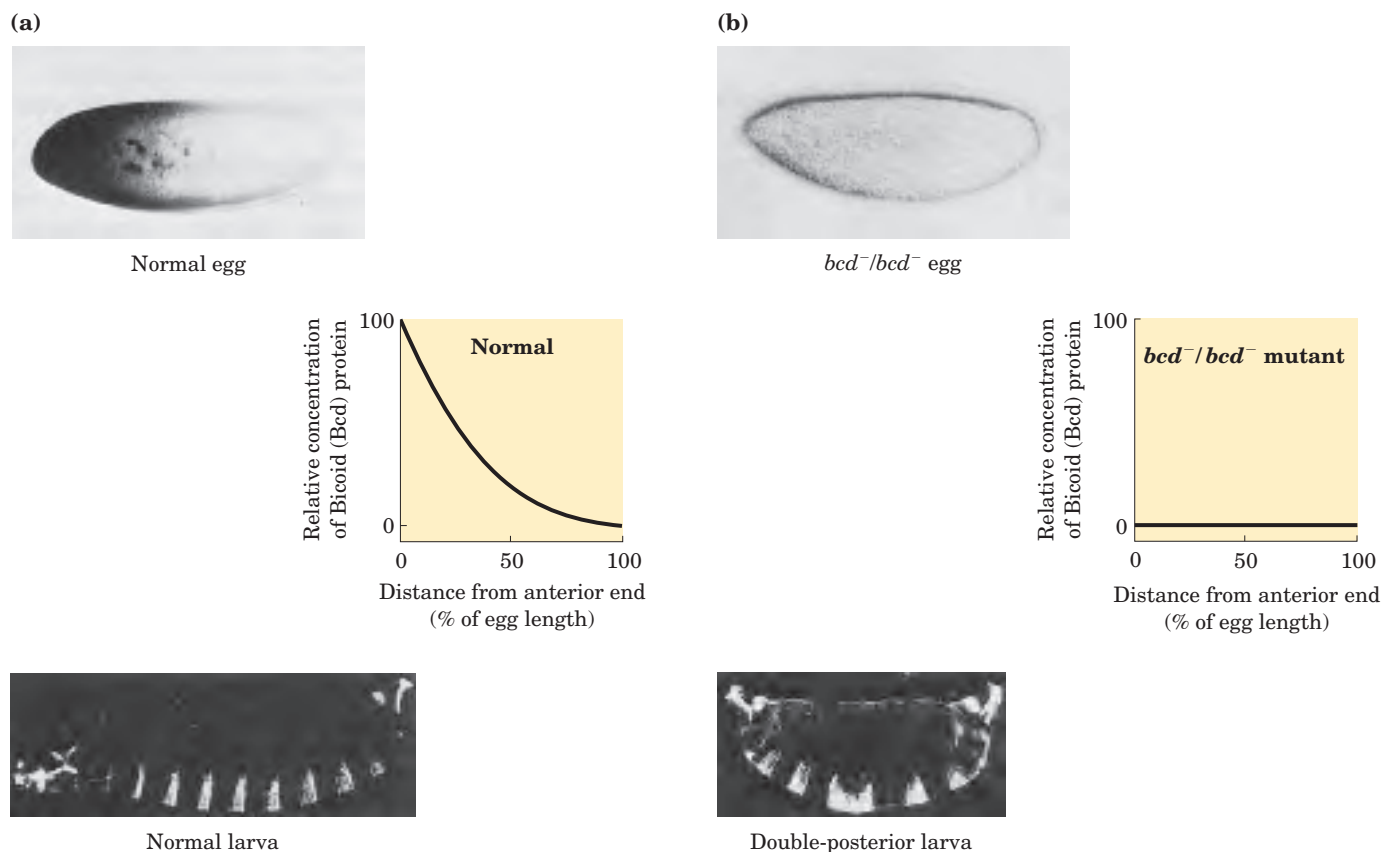 (a)
Normal egg
100
0
Relative concentration
of Bicoid (Bcd) protein
Normal
0 50 100
Distance from anterior end
(% of egg length)
Normal larva
(b)
bcd⁻/bcd⁻ egg
100
0
Relative concentration
of Bicoid (Bcd) protein
bcd⁻/bcd⁻ mutant
0 50 100
Distance from anterior end
(% of egg length)
Double-posterior larva